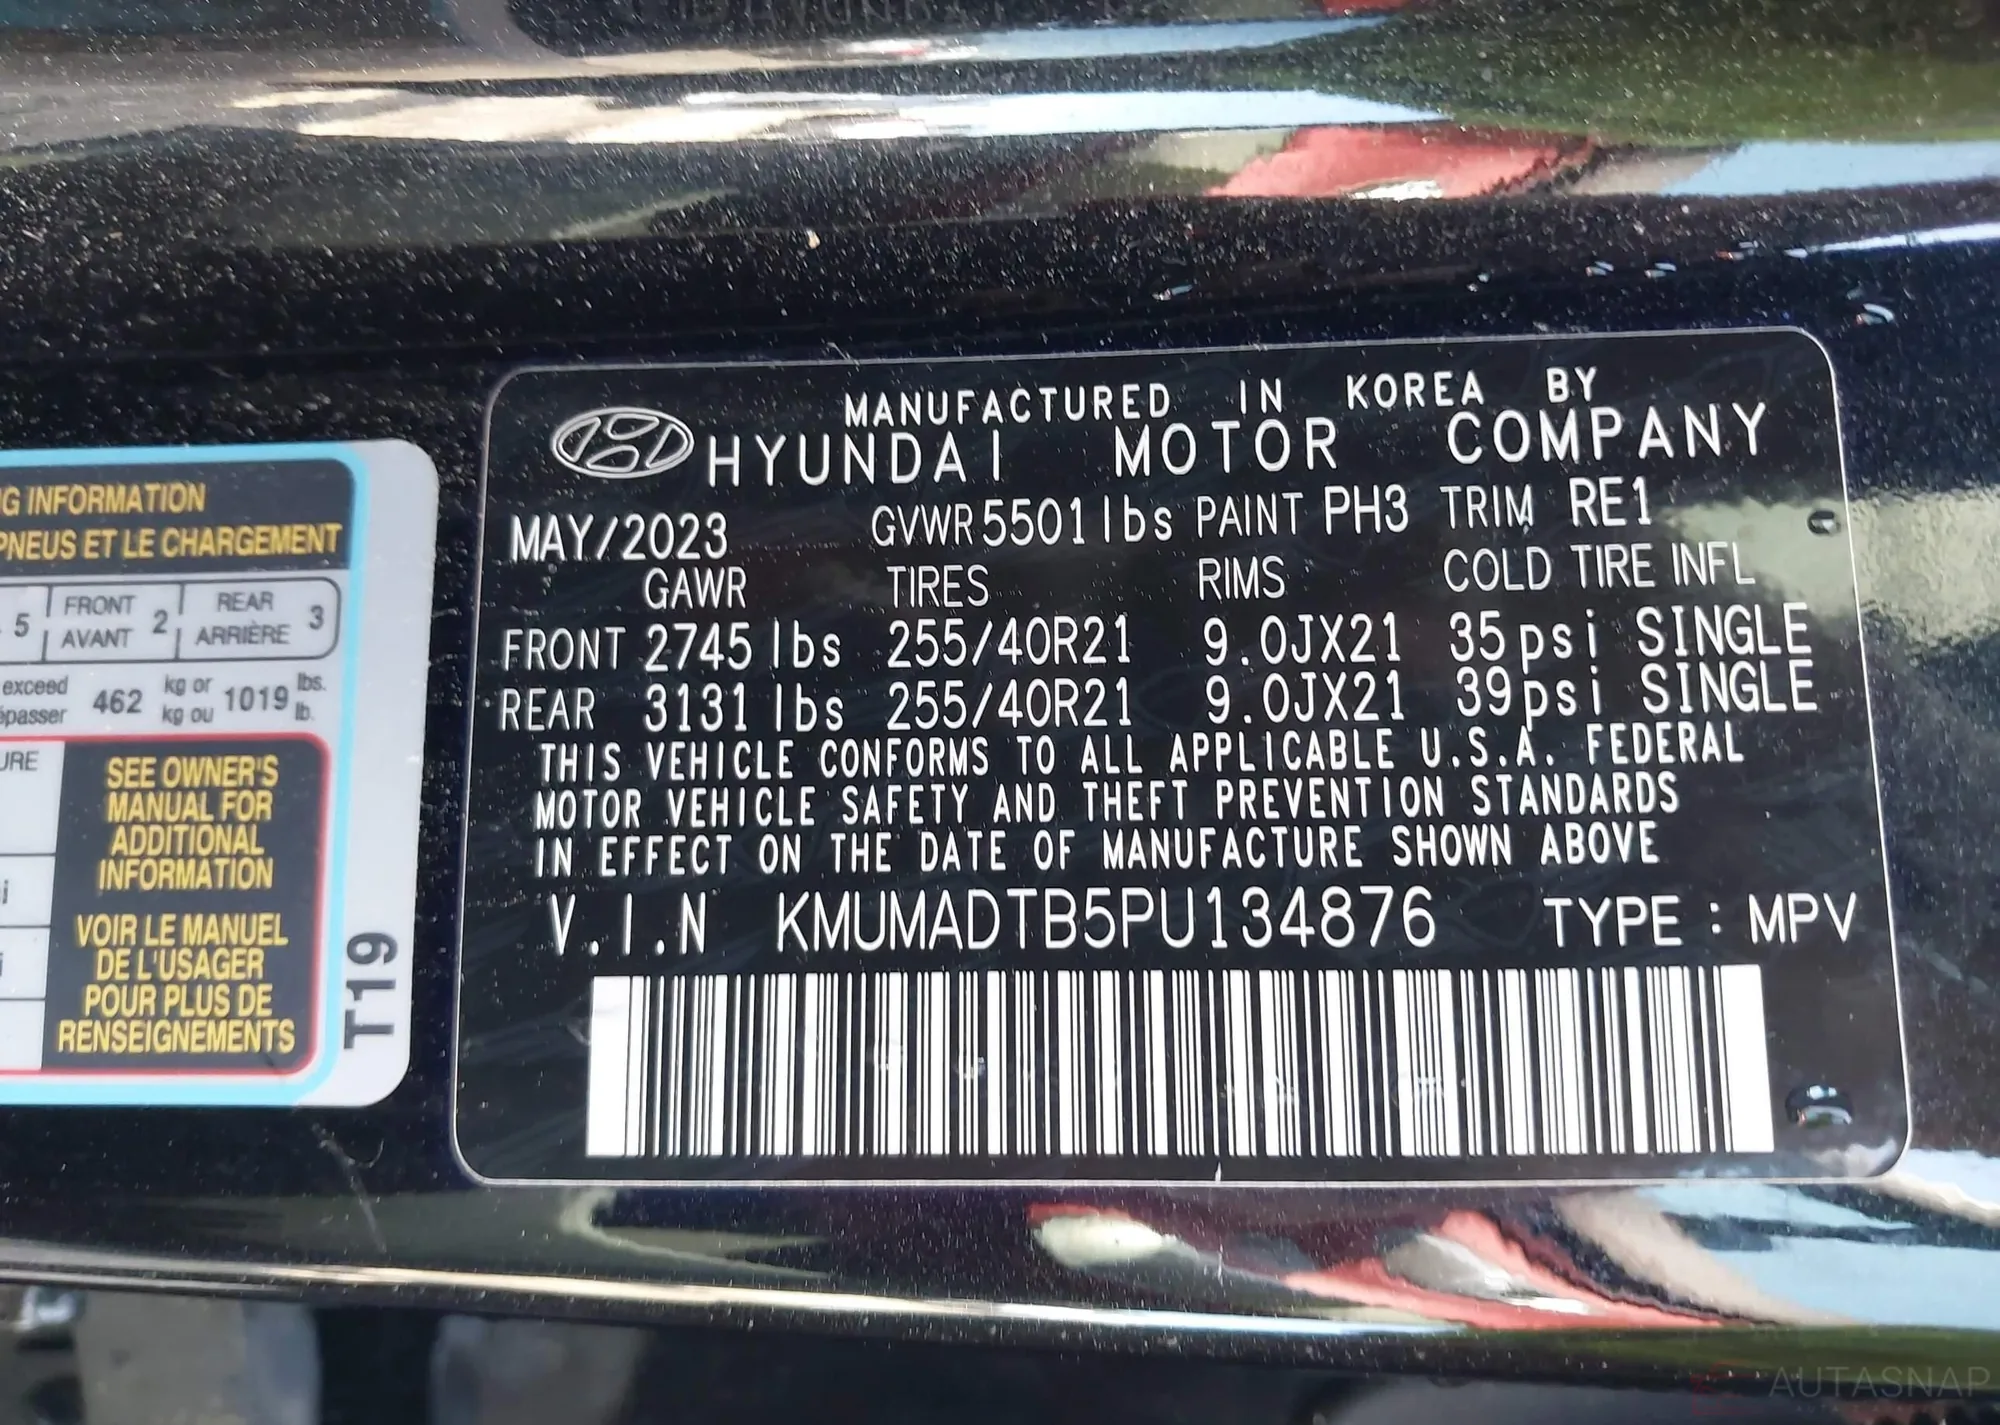 HYUNDAI
G INFORMATION
PNEUS ET LE CHARGEMENT
5 FRONT 2 REAR 3
AVANT ARRIÈRE
exceed 462 kg or 1019 lbs.
épasser kg ou lb.
URE
SEE OWNER'S
MANUAL FOR
ADDITIONAL
INFORMATION
VOIR LE MANUEL
DE L'USAGER
POUR PLUS DE
RENSEIGNEMENTS
T19
MANUFACTURED IN KOREA BY
HYUNDAI MOTOR COMPANY
MAY/2023 GVWR 5501 lbs PAINT PH3 TRIM RE1
GAWR TIRES RIMS COLD TIRE INFL
FRONT 2745 lbs 255/40R21 9.0JX21 35psi SINGLE
REAR 3131 lbs 255/40R21 9.0JX21 39psi SINGLE
THIS VEHICLE CONFORMS TO ALL APPLICABLE U.S.A. FEDERAL
MOTOR VEHICLE SAFETY AND THEFT PREVENTION STANDARDS
IN EFFECT ON THE DATE OF MANUFACTURE SHOWN ABOVE
V.I.N KMUMADTB5PU134876 TYPE : MPV
AUTASNAP